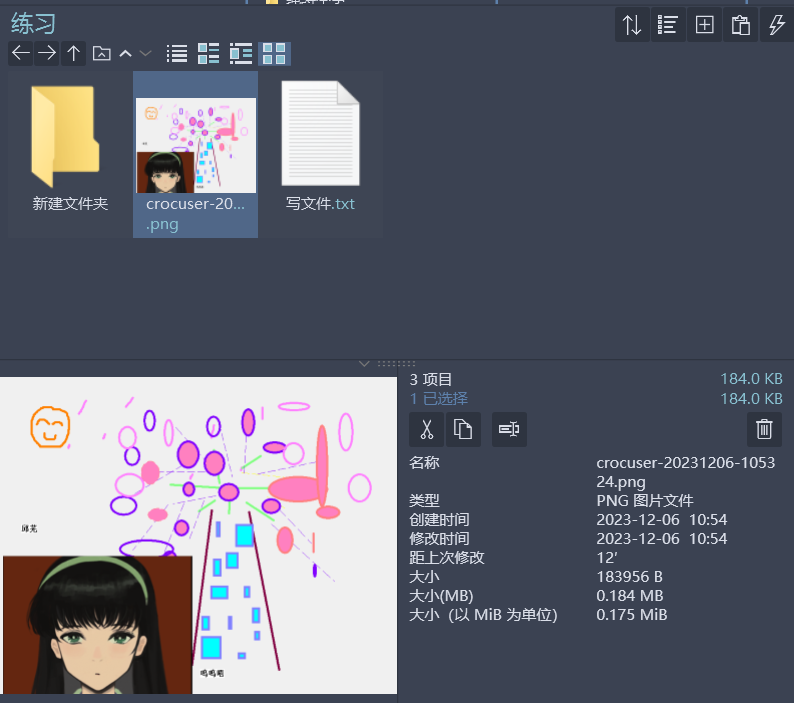 练习
新建文件夹
crocuser-20...
.png
写文件.txt
3 项目
184.0 KB
1 已选择
184.0 KB
名称
crocuser-20231206-1053
24.png
类型
PNG 图片文件
创建时间
2023-12-06 10:54
修改时间
2023-12-06 10:54
距上次修改
12′
大小
183956 B
大小(MB)
0.184 MB
大小（以 MiB 为单位）
0.175 MiB